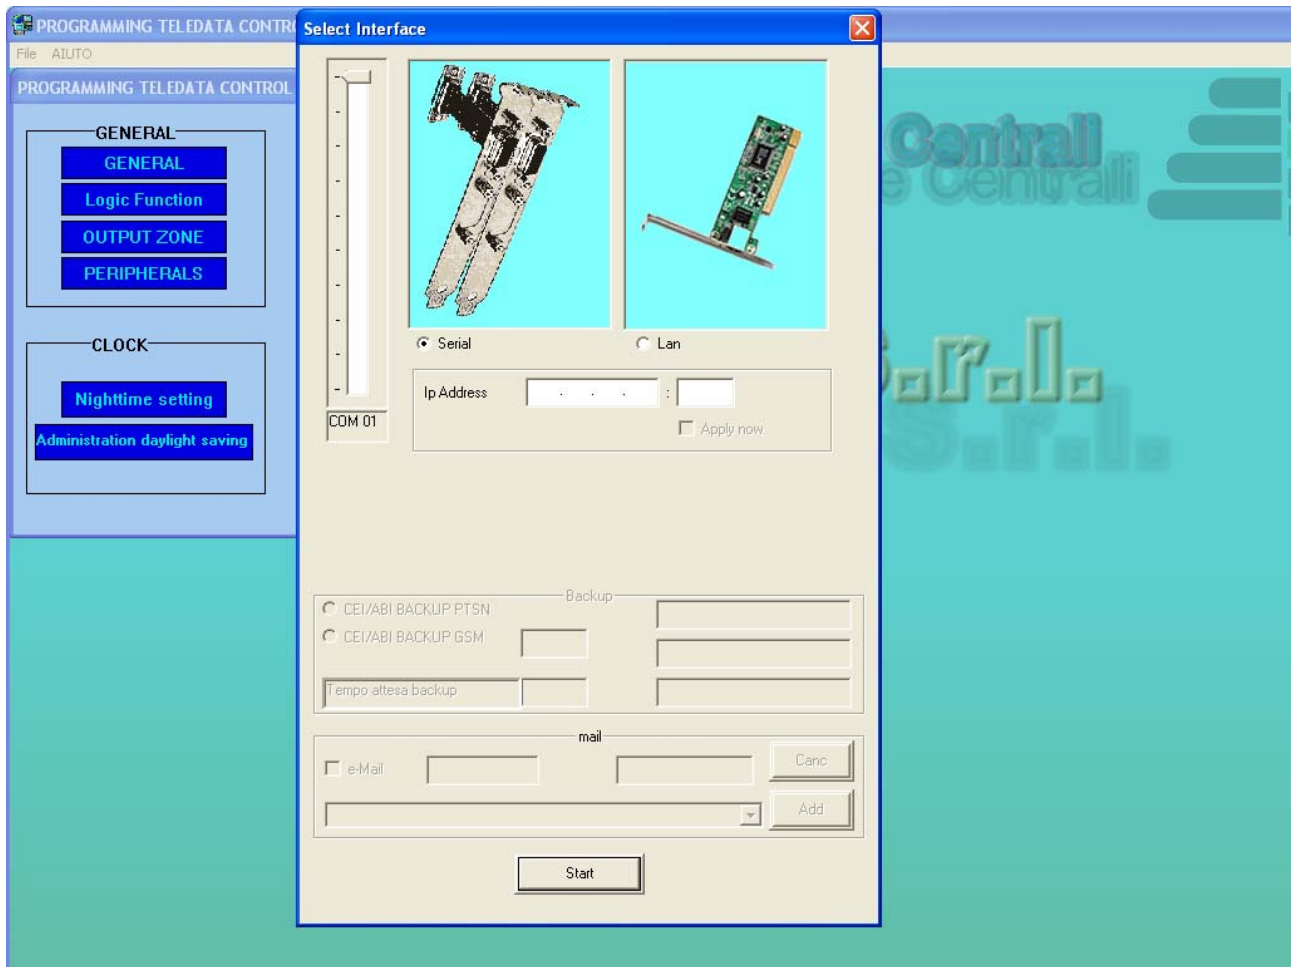 PROGRAMMING TELEDATA CONTRO
File AIUTO
PROGRAMMING TELEDATA CONTROL
GENERAL
GENERAL
Logic Function
OUTPUT ZONE
PERIPHERALS
CLOCK
Nighttime setting
Administration daylight saving
Select Interface
COM 01
Serial
Lan
Ip Address . . . :
Apply now
Backup
CEI/ABI BACKUP PTSN
CEI/ABI BACKUP GSM
Tempo attesa backup
mail
e-Mail
Canc
Add
Start
Centrali
e Centralli
s.r.l.
s.r.l.